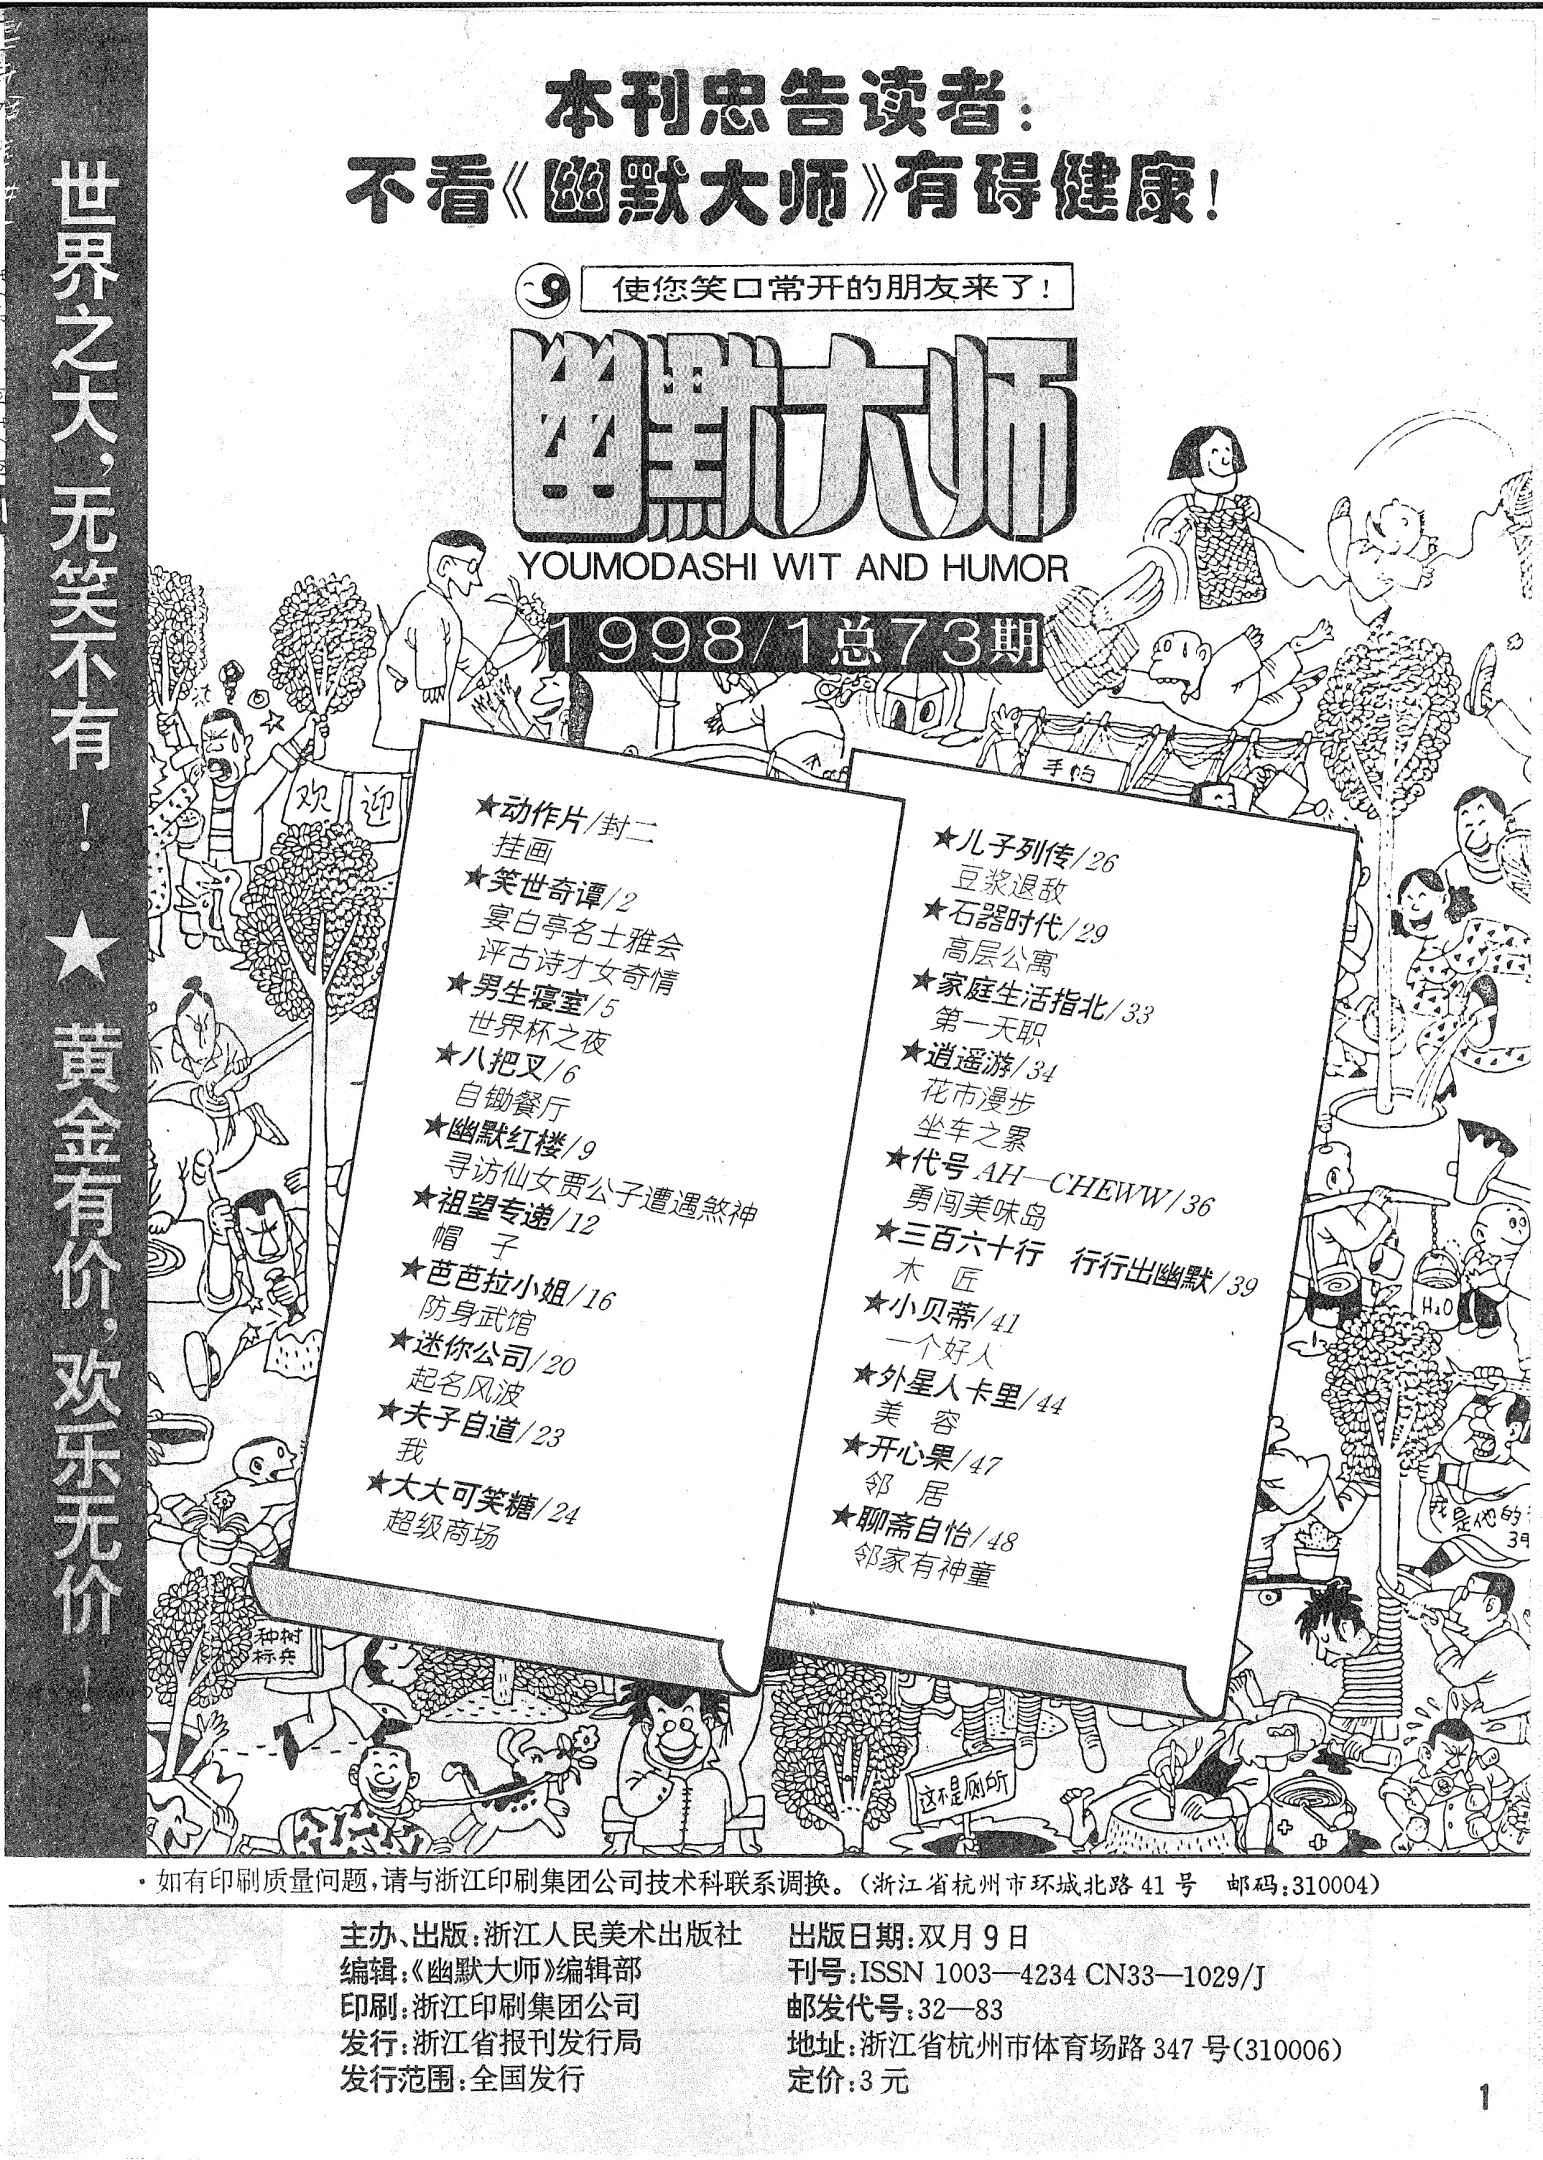 世界之大,无笑不有! ★ 黄金有价,欢乐无价!
本刊忠告读者:
不看《幽默大师》有碍健康!
使您笑口常开的朋友来了!
幽默大师
YOUMODASHI WIT AND HUMOR
1998/1总73期
欢迎
手帕
★动作片/封二
挂画
★笑世奇谭/2
宴白亭名士雅会
评古诗才女奇情
★男生寝室/5
世界杯之夜
★八把叉/6
自锄餐厅
★幽默红楼/9
寻访仙女贾公子遭遇煞神
★祖望专递/12
帽 子
★芭芭拉小姐/16
防身武馆
★迷你公司/20
起名风波
★夫子自道/23
我
★大大可笑糖/24
超级商场
★儿子列传/26
豆浆退敌
★石器时代/29
高层公寓
★家庭生活指北/33
第一天职
★逍遥游/34
花市漫步
坐车之累
★代号 AH—CHEWW/36
勇闯美味岛
★三百六十行 行行出幽默/39
木 匠
★小贝蒂/41
一个好人
★外星人卡里/44
美 容
★开心果/47
邻 居
★聊斋自怡/48
邻家有神童
H₂O
我是他的
种树
标兵
这不是厕所
·如有印刷质量问题,请与浙江印刷集团公司技术科联系调换。(浙江省杭州市环城北路 41 号 邮码:310004)
主办、出版:浙江人民美术出版社
编辑:《幽默大师》编辑部
印刷:浙江印刷集团公司
发行:浙江省报刊发行局
发行范围:全国发行
出版日期:双月 9 日
刊号:ISSN 1003—4234 CN33—1029/J
邮发代号:32—83
地址:浙江省杭州市体育场路 347 号(310006)
定价:3 元
1